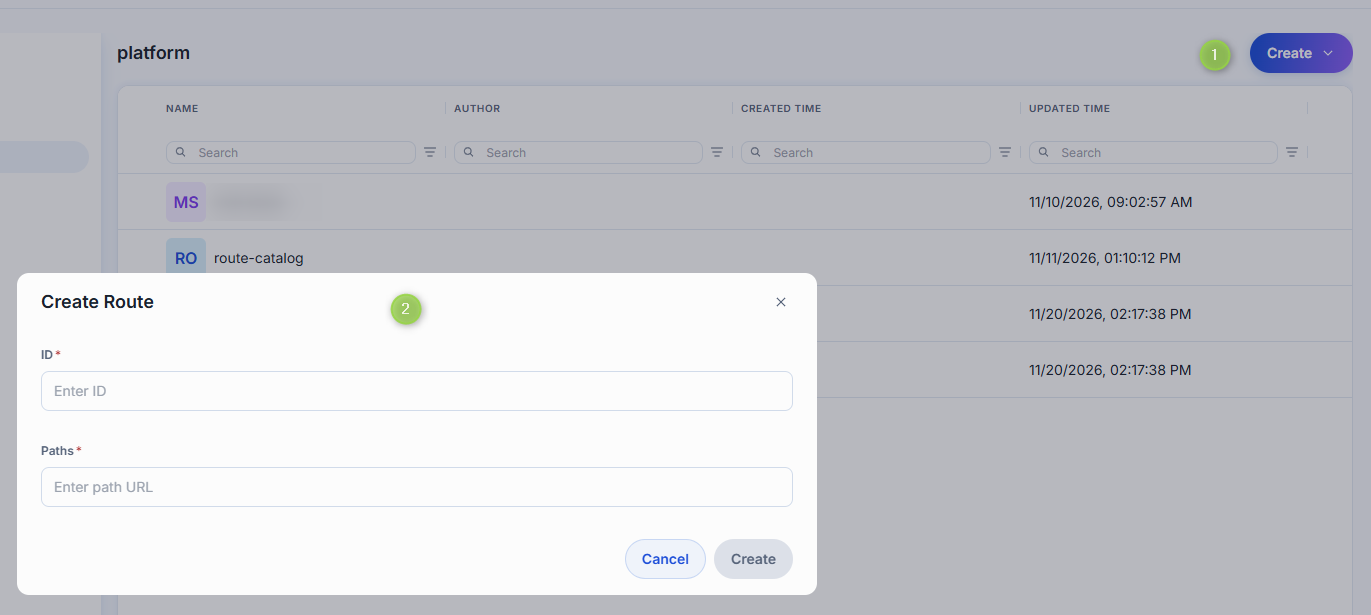 platform
1
Create
NAME AUTHOR CREATED TIME UPDATED TIME
Search Search Search Search
MS 11/10/2026, 09:02:57 AM
RO route-catalog 11/11/2026, 01:10:12 PM
11/20/2026, 02:17:38 PM
11/20/2026, 02:17:38 PM
Create Route
2
ID *
Enter ID
Paths *
Enter path URL
Cancel Create